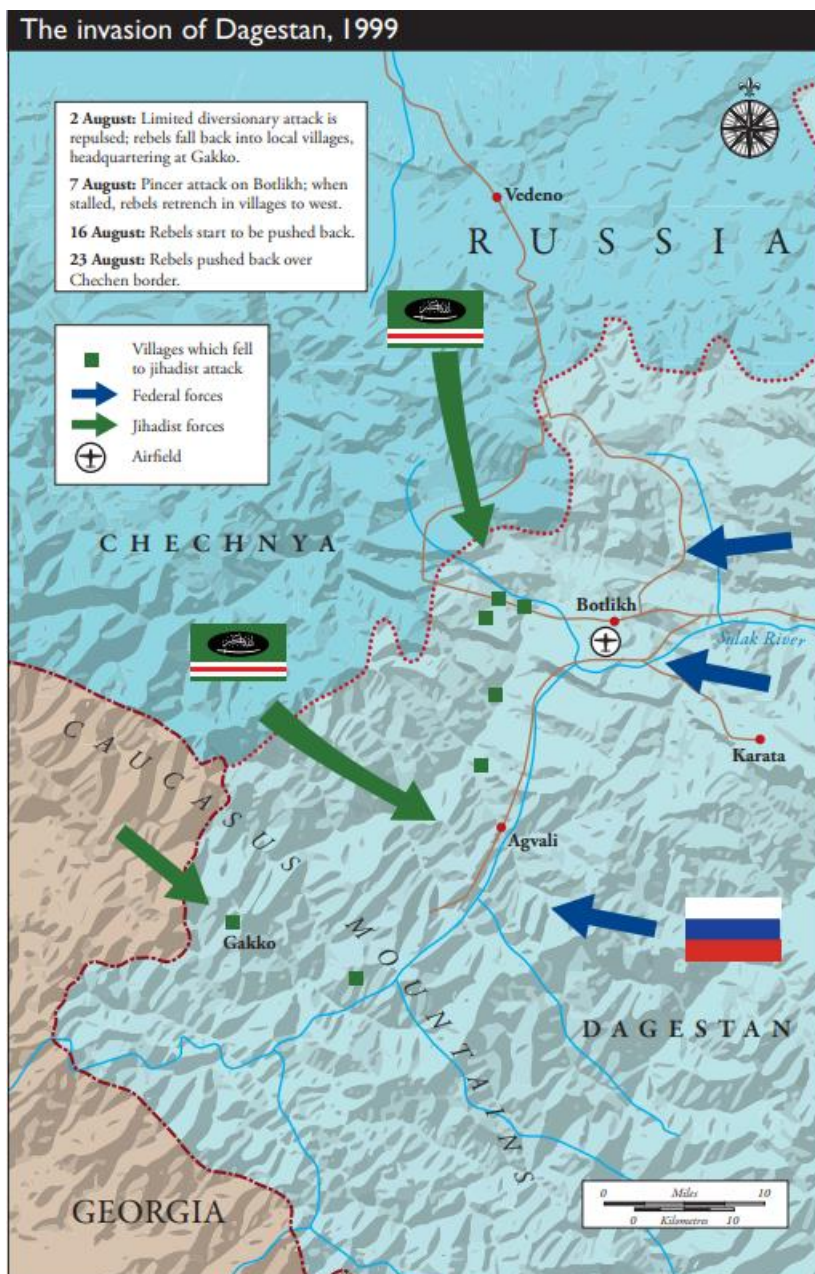 The invasion of Dagestan, 1999
2 August: Limited diversionary attack is
repulsed; rebels fall back into local villages,
headquartering at Gakko.
7 August: Pincer attack on Botlikh; when
stalled, rebels retrench in villages to west.
16 August: Rebels start to be pushed back.
23 August: Rebels pushed back over
Chechen border.
Vedeno
RUSSIA
Villages which fell
to jihadist attack
Federal forces
Jihadist forces
Airfield
CHECHNYA
Botlikh
Sulak River
Karata
CAUCASUS MOUNTAINS
Agvali
Gakko
DAGESTAN
GEORGIA
0 Miles 10
0 Kilometres 10